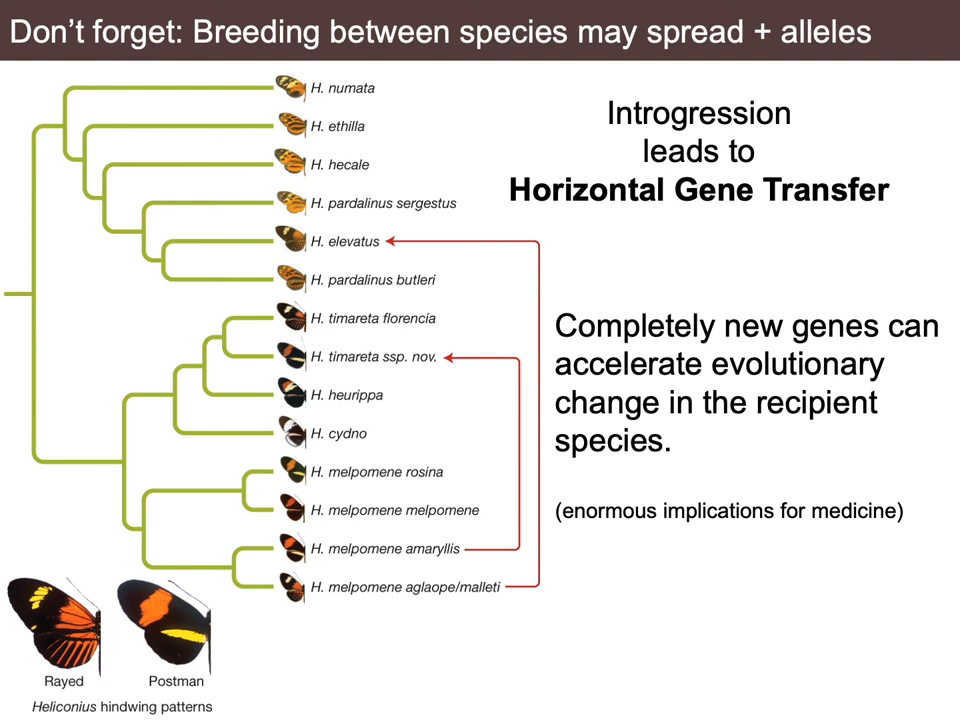 Don't forget: Breeding between species may spread + alleles
H. numata
H. ethilla
H. hecale
H. pardalinus sergestus
H. elevatus
H. pardalinus butleri
H. timareta florencia
H. timareta ssp. nov.
H. heurippa
H. cydno
H. melpomene rosina
H. melpomene melpomene
H. melpomene amaryllis
H. melpomene aglaope/malleti
Rayed
Postman
Heliconius hindwing patterns
Introgression
leads to
Horizontal Gene Transfer
Completely new genes can
accelerate evolutionary
change in the recipient
species.
(enormous implications for medicine)